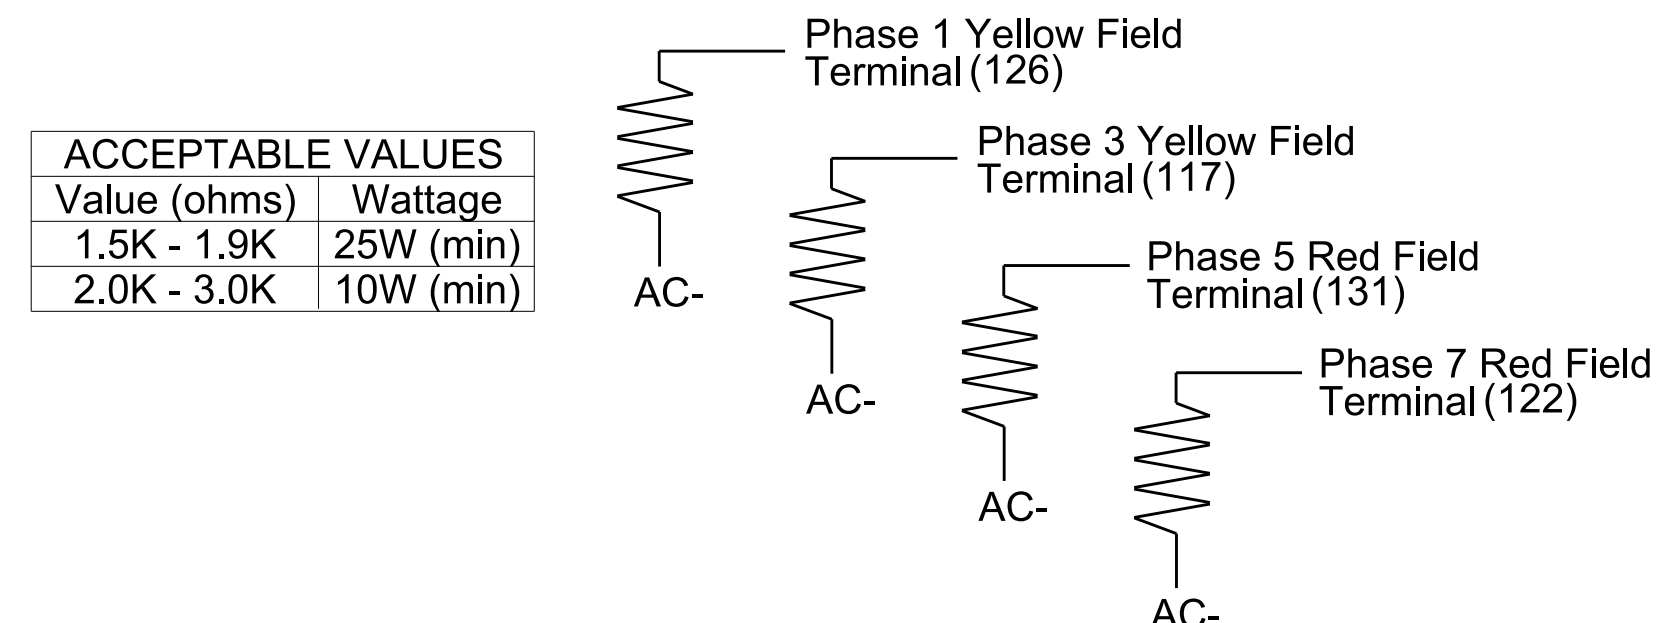 ACCEPTABLE VALUES
Value (ohms) Wattage
1.5K - 1.9K 25W (min)
2.0K - 3.0K 10W (min)
Phase 1 Yellow Field
Terminal (126)
AC-
Phase 3 Yellow Field
Terminal (117)
AC-
Phase 5 Red Field
Terminal (131)
AC-
Phase 7 Red Field
Terminal (122)
AC-